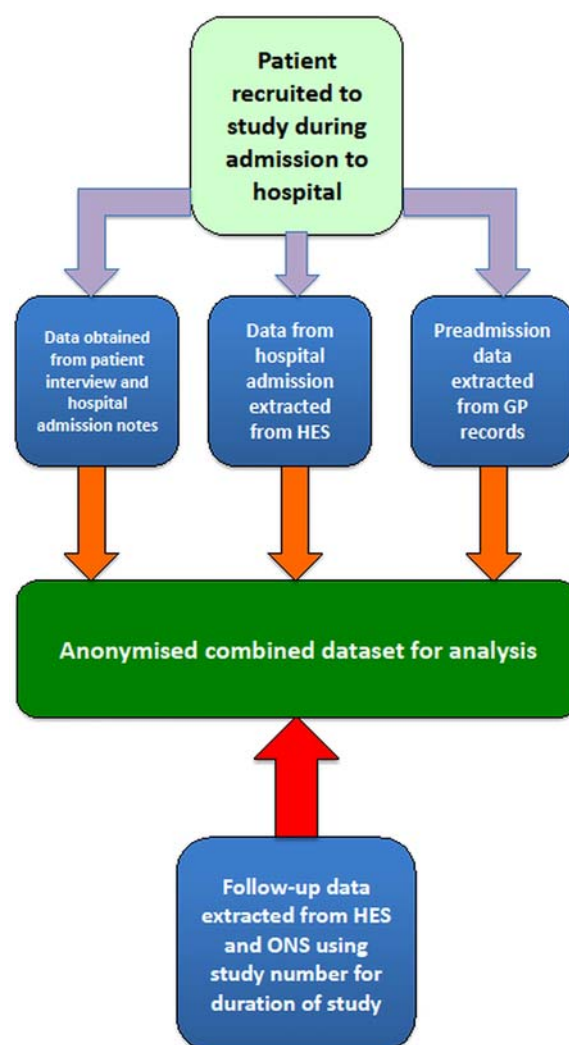 Patient
recruited to
study during
admission to
hospital
Data obtained
from patient
interview and
hospital
admission notes
Data from
hospital
admission
extracted
from HES
Preadmission
data
extracted
from GP
records
Anonymised combined dataset for analysis
Follow-up data
extracted from HES
and ONS using
study number for
duration of study